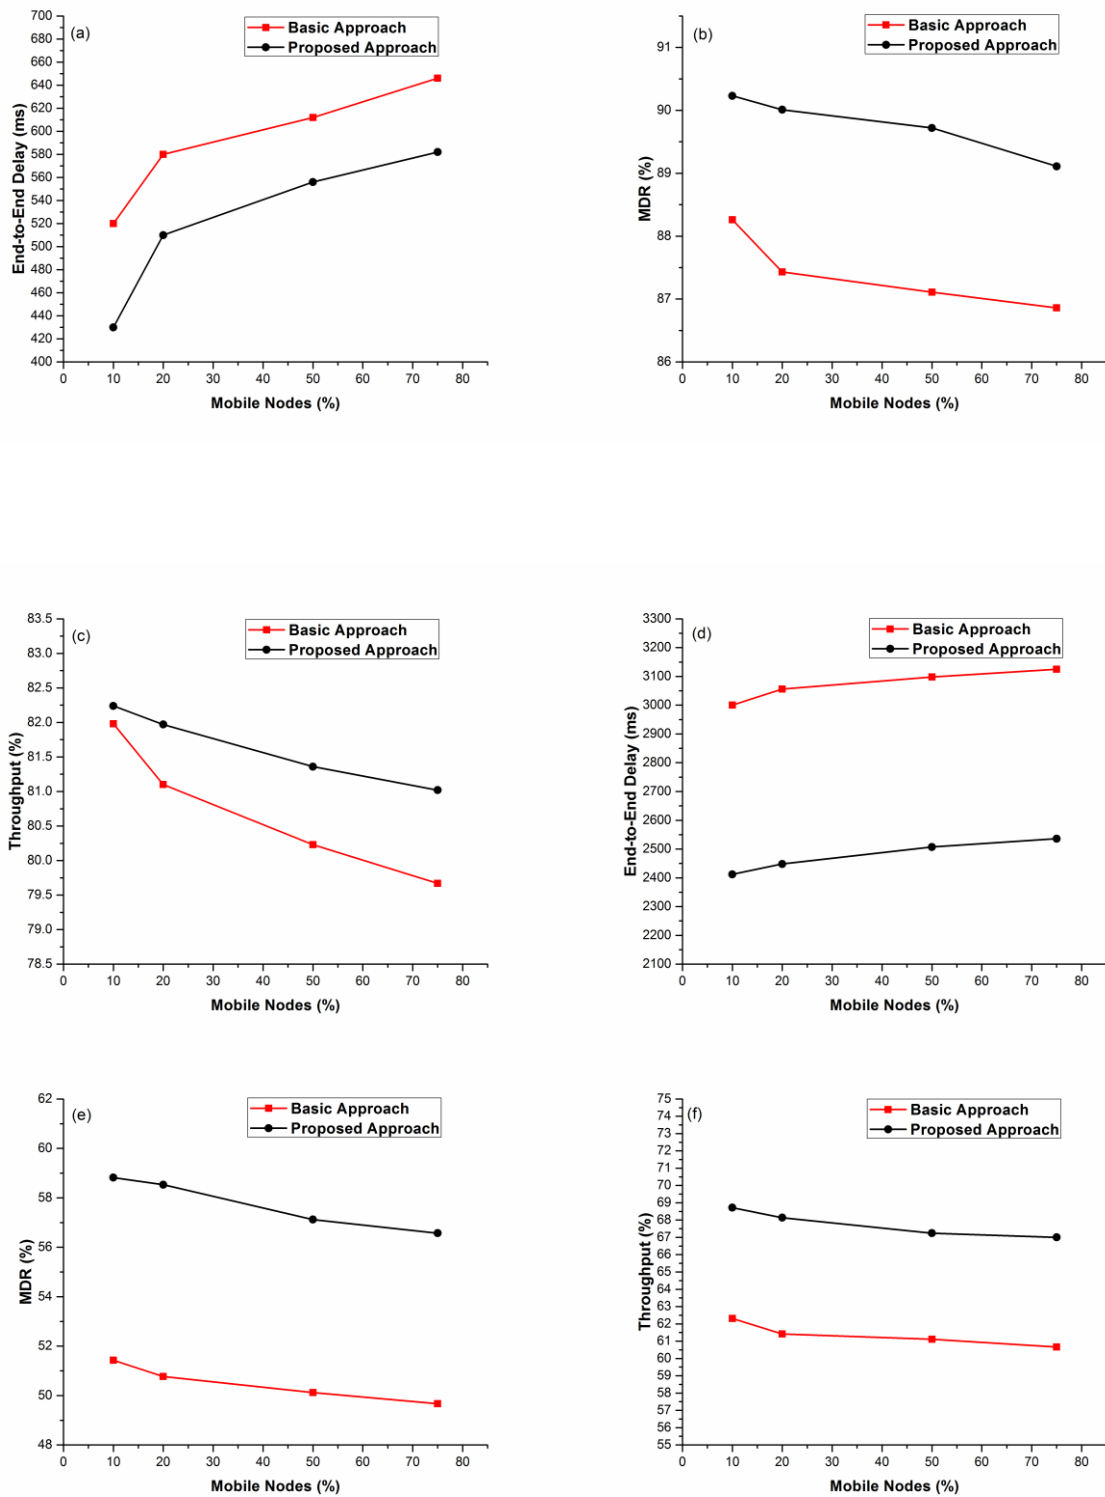 (a)
Basic Approach
Proposed Approach
700
680
660
640
620
600
580
560
540
520
500
480
460
440
420
400
End-to-End Delay (ms)
0 10 20 30 40 50 60 70 80
Mobile Nodes (%)
(b)
Basic Approach
Proposed Approach
91
90
89
88
87
86
MDR (%)
0 10 20 30 40 50 60 70 80
Mobile Nodes (%)
(c)
Basic Approach
Proposed Approach
83.5
83.0
82.5
82.0
81.5
81.0
80.5
80.0
79.5
79.0
78.5
Throughput (%)
0 10 20 30 40 50 60 70 80
Mobile Nodes (%)
(d)
Basic Approach
Proposed Approach
3300
3200
3100
3000
2900
2800
2700
2600
2500
2400
2300
2200
2100
End-to-End Delay (ms)
0 10 20 30 40 50 60 70 80
Mobile Nodes (%)
(e)
Basic Approach
Proposed Approach
62
60
58
56
54
52
50
48
MDR (%)
0 10 20 30 40 50 60 70 80
Mobile Nodes (%)
(f)
Basic Approach
Proposed Approach
75
74
73
72
71
70
69
68
67
66
65
64
63
62
61
60
59
58
57
56
55
Throughput (%)
0 10 20 30 40 50 60 70 80
Mobile Nodes (%)